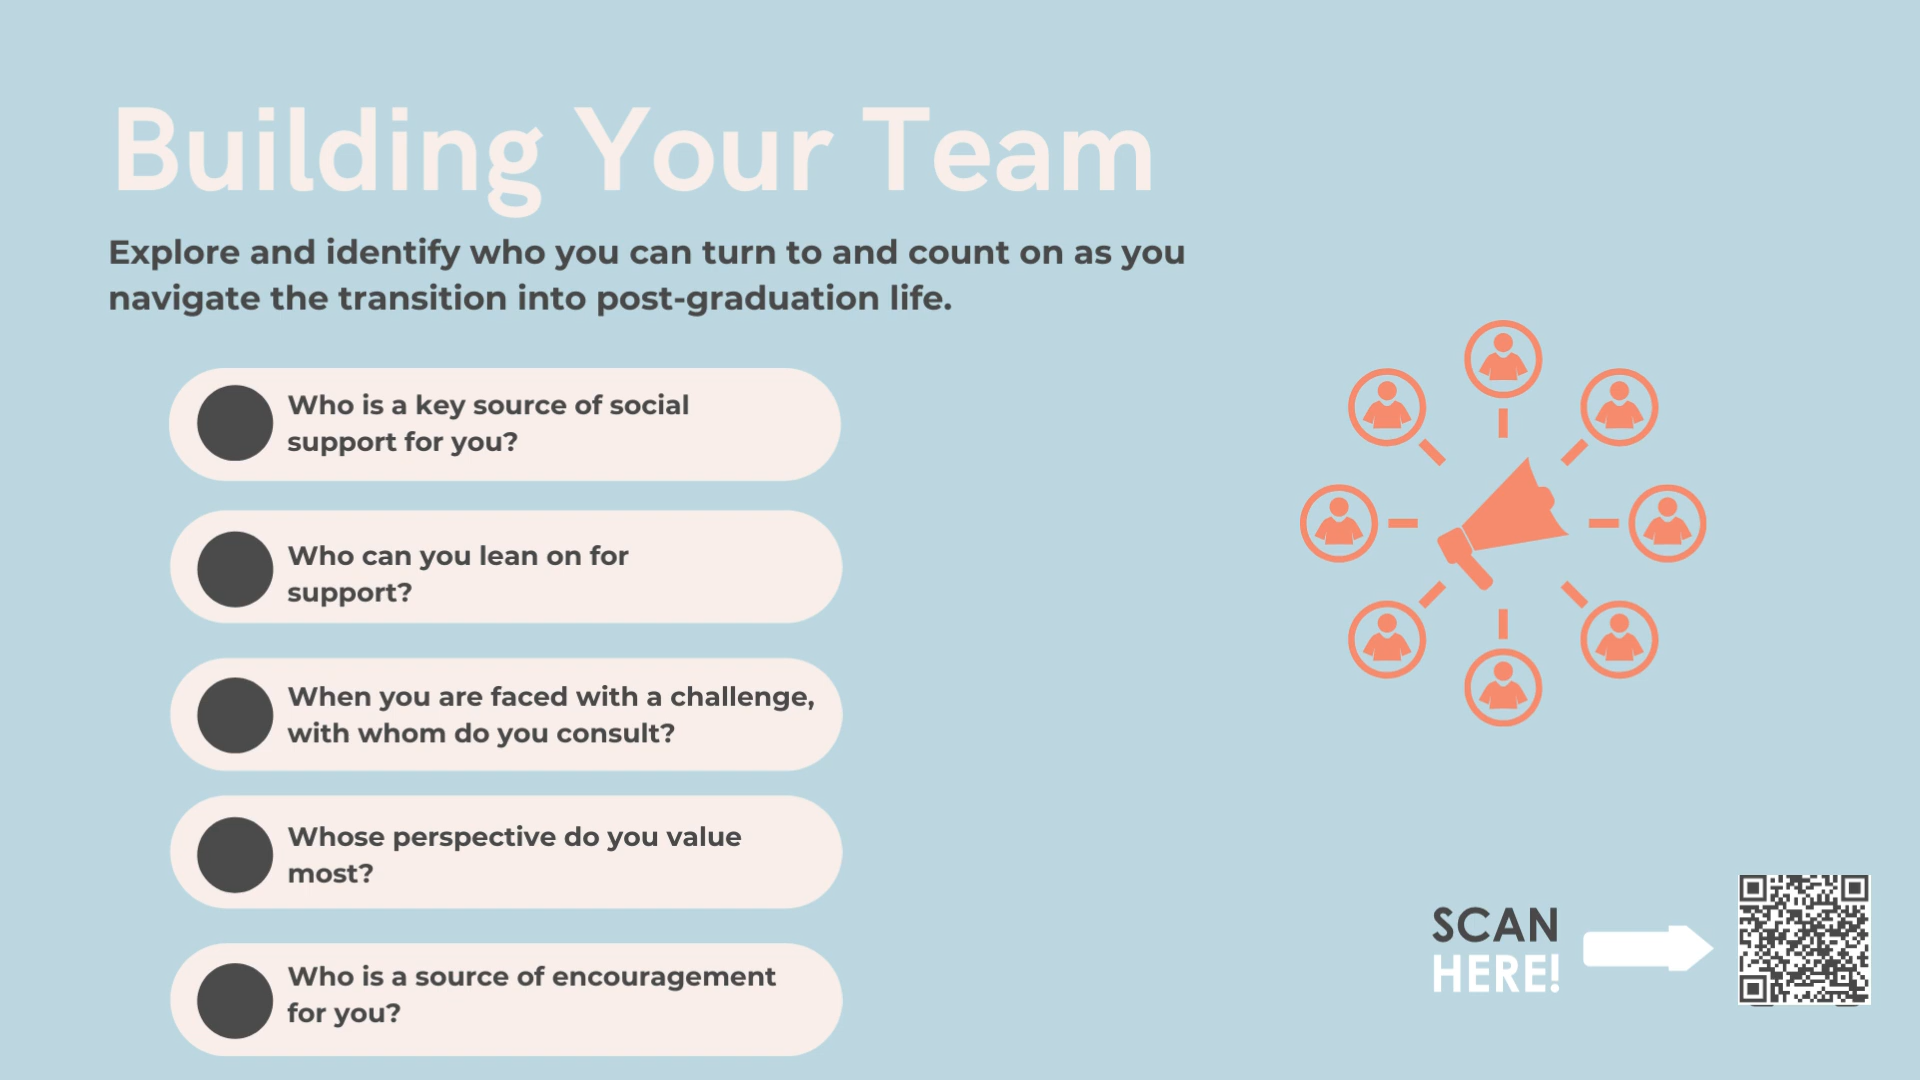 Building Your Team
Explore and identify who you can turn to and count on as you
navigate the transition into post-graduation life.
Who is a key source of social
support for you?
Who can you lean on for
support?
When you are faced with a challenge,
with whom do you consult?
Whose perspective do you value
most?
Who is a source of encouragement
for you?
SCAN
HERE!